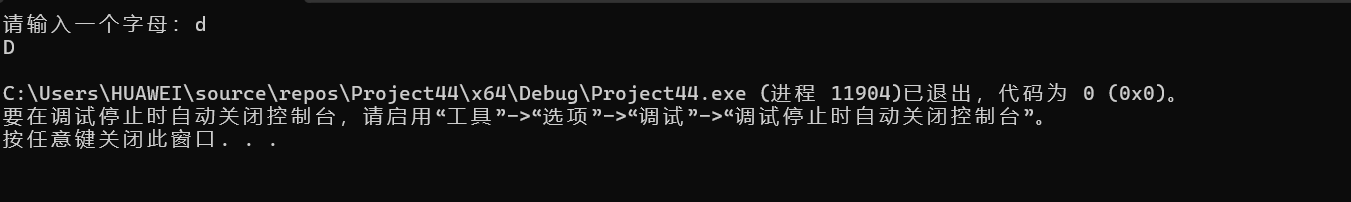 请输入一个字母：d
D
C:\Users\HUAWEI\source\repos\Project44\x64\Debug\Project44.exe (进程 11904)已退出，代码为 0 (0x0)。
要在调试停止时自动关闭控制台，请启用“工具”->“选项”->“调试”->“调试停止时自动关闭控制台”。
按任意键关闭此窗口. . .